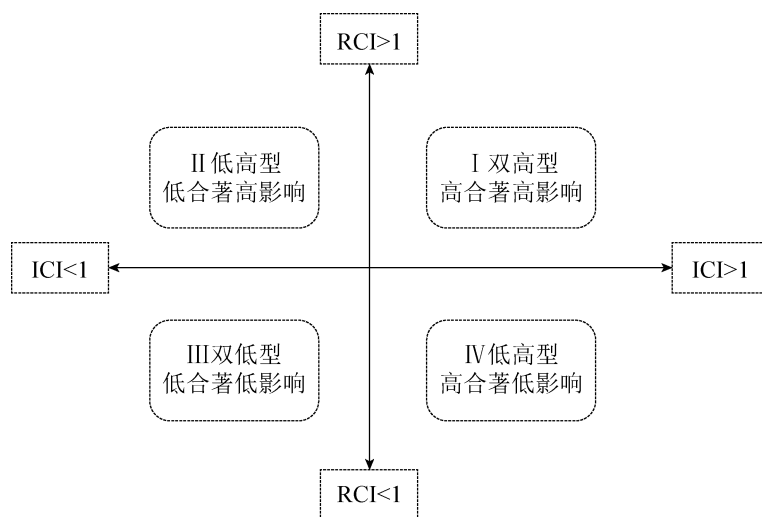 RCI>1
Ⅱ低高型
低合著高影响
Ⅰ 双高型
高合著高影响
ICI<1
ICI>1
Ⅲ双低型
低合著低影响
Ⅳ低高型
高合著低影响
RCI<1